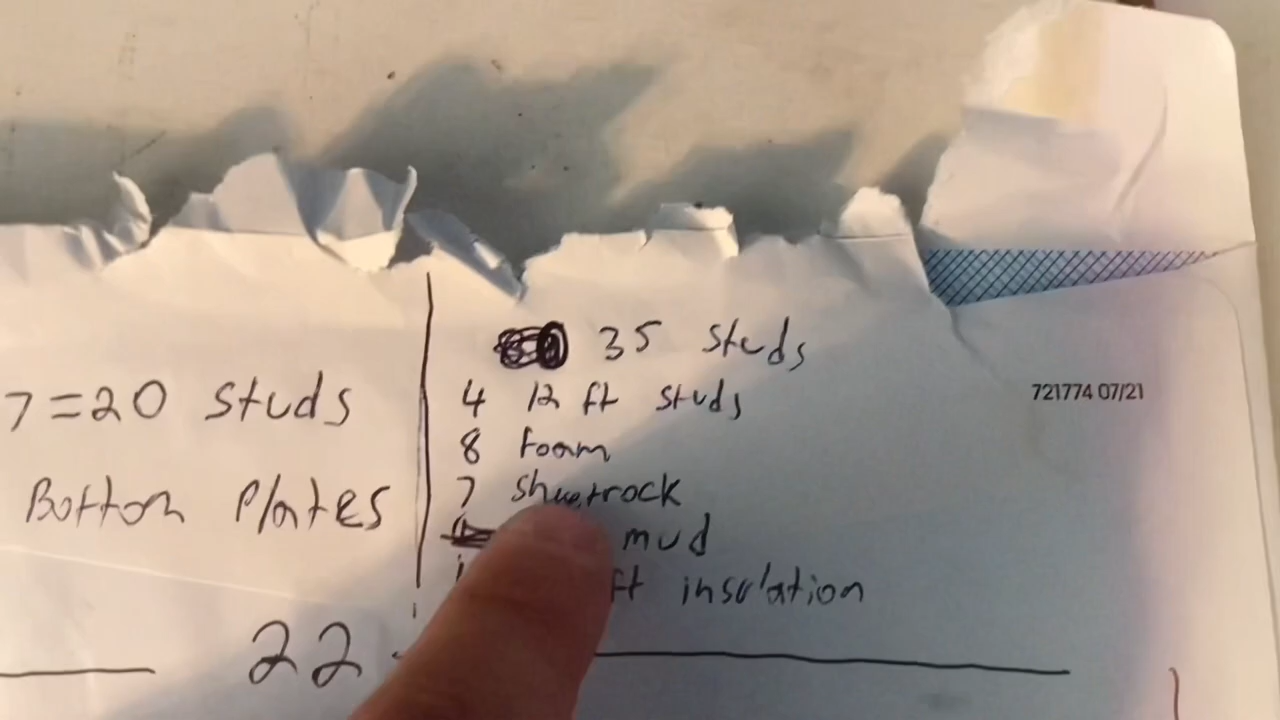 35 studs
4 12 ft studs
8 Foam
7 Sheetrock
mud
ft insulation
7=20 studs
Bottom Plates
22
721774 07/21